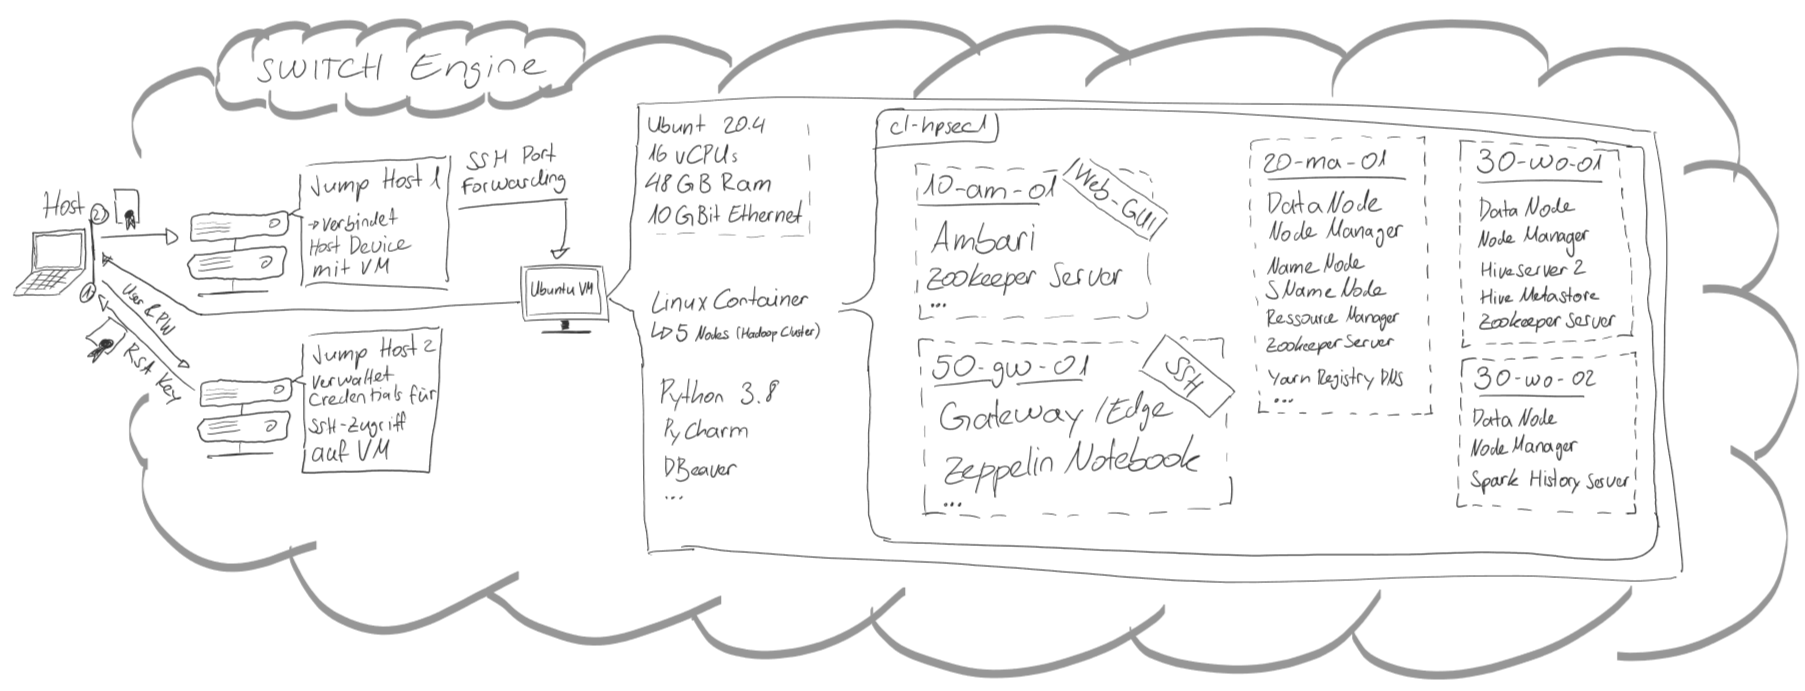 SWITCH Engine
Host
2
1
User & PW
RSA Key
Jump Host 1
→ Verbindet
Host Device
mit VM
SSH Port
Forwarding
Jump Host 2
Verwaltet
Credentials für
SSH-Zugriff
auf VM
Ubuntu VM
Ubunt 20.4
16 vCPUs
48 GB Ram
10 GBit Ethernet
Linux Container
↳ 5 Nodes (Hadoop Cluster)
Python 3.8
PyCharm
DBeaver
...
cl-hpsec1
10-am-01
Web-GUI
Ambari
Zookeeper Server
...
50-gw-01
SSH
Gateway /Edge
Zeppelin Notebook
...
20-ma-01
DataNode
Node Manager
Name Node
SName Node
Ressource Manager
Zookeeper Server
Yarn Registry DNS
...
30-wo-01
Data Node
Node Manager
Hiveserver 2
Hive Metastore
Zookeeper Server
30-wo-02
Data Node
Node Manager
Spark History Server